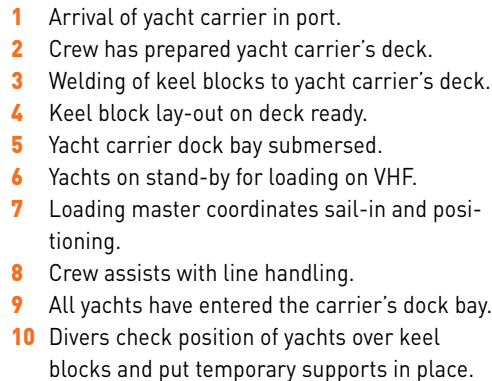 1 Arrival of yacht carrier in port.
2 Crew has prepared yacht carrier's deck.
3 Welding of keel blocks to yacht carrier's deck.
4 Keel block lay-out on deck ready.
5 Yacht carrier dock bay submersed.
6 Yachts on stand-by for loading on VHF.
7 Loading master coordinates sail-in and posi-
tioning.
8 Crew assists with line handling.
9 All yachts have entered the carrier's dock bay.
10 Divers check position of yachts over keel
blocks and put temporary supports in place.